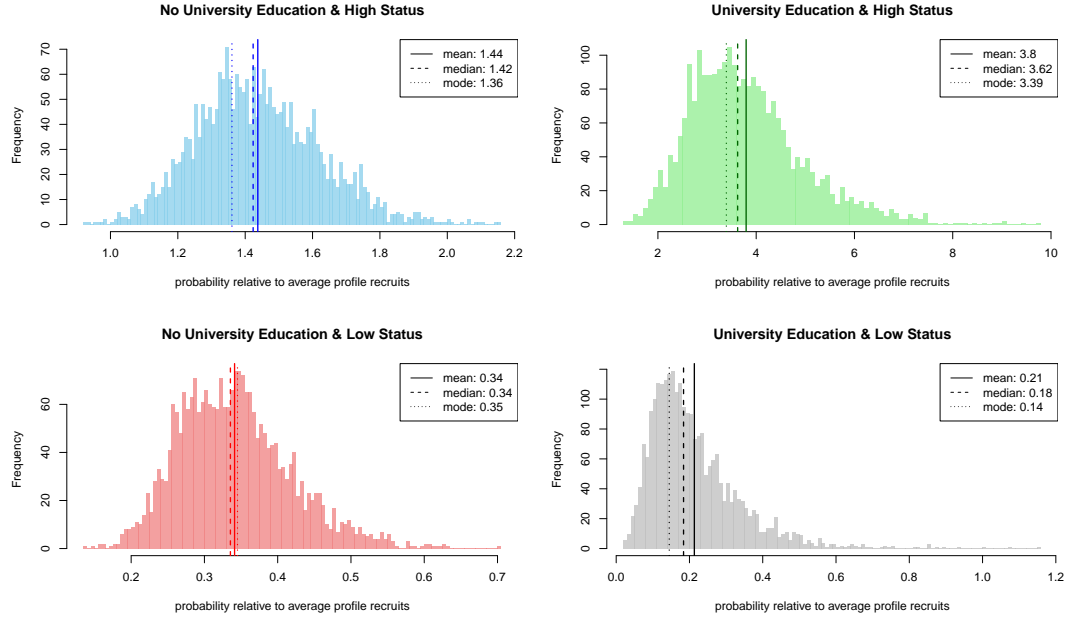 No University Education & High Status
Frequency
0 10 20 30 40 50 60 70
mean: 1.44
median: 1.42
mode: 1.36
1.0 1.2 1.4 1.6 1.8 2.0 2.2
probability relative to average profile recruits
University Education & High Status
Frequency
0 20 40 60 80 100
mean: 3.8
median: 3.62
mode: 3.39
2 4 6 8 10
probability relative to average profile recruits
No University Education & Low Status
Frequency
0 20 40 60
mean: 0.34
median: 0.34
mode: 0.35
0.2 0.3 0.4 0.5 0.6 0.7
probability relative to average profile recruits
University Education & Low Status
Frequency
0 20 40 60 80 100 120
mean: 0.21
median: 0.18
mode: 0.14
0.0 0.2 0.4 0.6 0.8 1.0 1.2
probability relative to average profile recruits